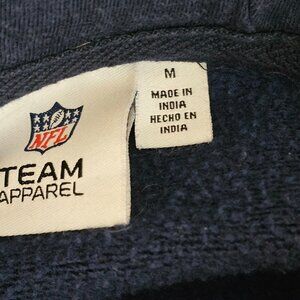 NFL
TEAM
APPAREL
M
MADE IN
INDIA
HECHO EN
INDIA